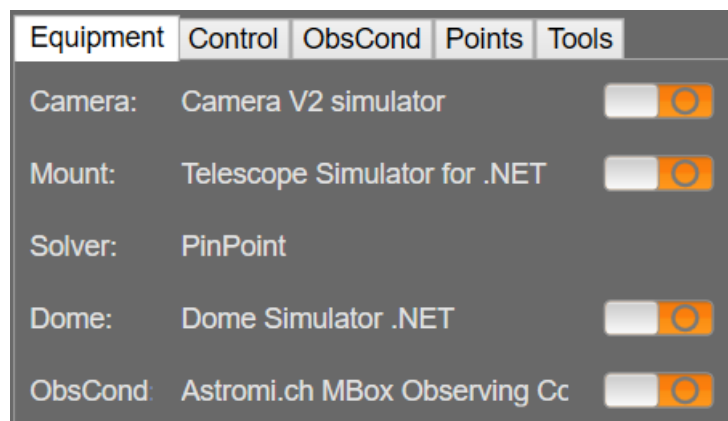 Equipment Control ObsCond Points Tools
Camera: Camera V2 simulator
Mount: Telescope Simulator for .NET
Solver: PinPoint
Dome: Dome Simulator .NET
ObsCond: Astromi.ch MBox Observing Cc